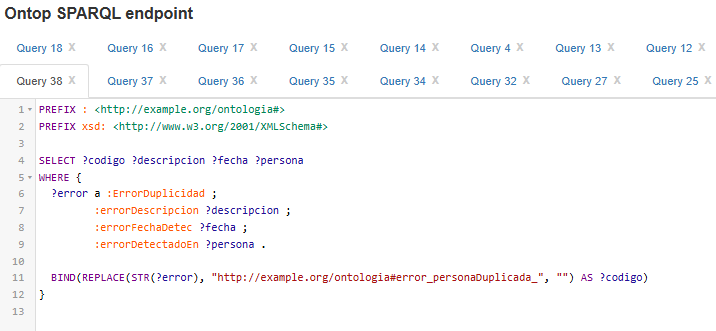 Ontop SPARQL endpoint
Query 18 X Query 16 X Query 17 X Query 15 X Query 14 X Query 4 X Query 13 X Query 12 X
Query 38 X Query 37 X Query 36 X Query 35 X Query 34 X Query 32 X Query 27 X Query 25 X
1 PREFIX : <http://example.org/ontologia#>
2 PREFIX xsd: <http://www.w3.org/2001/XMLSchema#>
3
4 SELECT ?codigo ?descripcion ?fecha ?persona
5 WHERE {
6 ?error a :ErrorDuplicidad ;
7 :errorDescripcion ?descripcion ;
8 :errorFechaDetec ?fecha ;
9 :errorDetectadoEn ?persona .
10
11 BIND(REPLACE(STR(?error), "http://example.org/ontologia#error_personaDuplicada_", "") AS ?codigo)
12 }
13